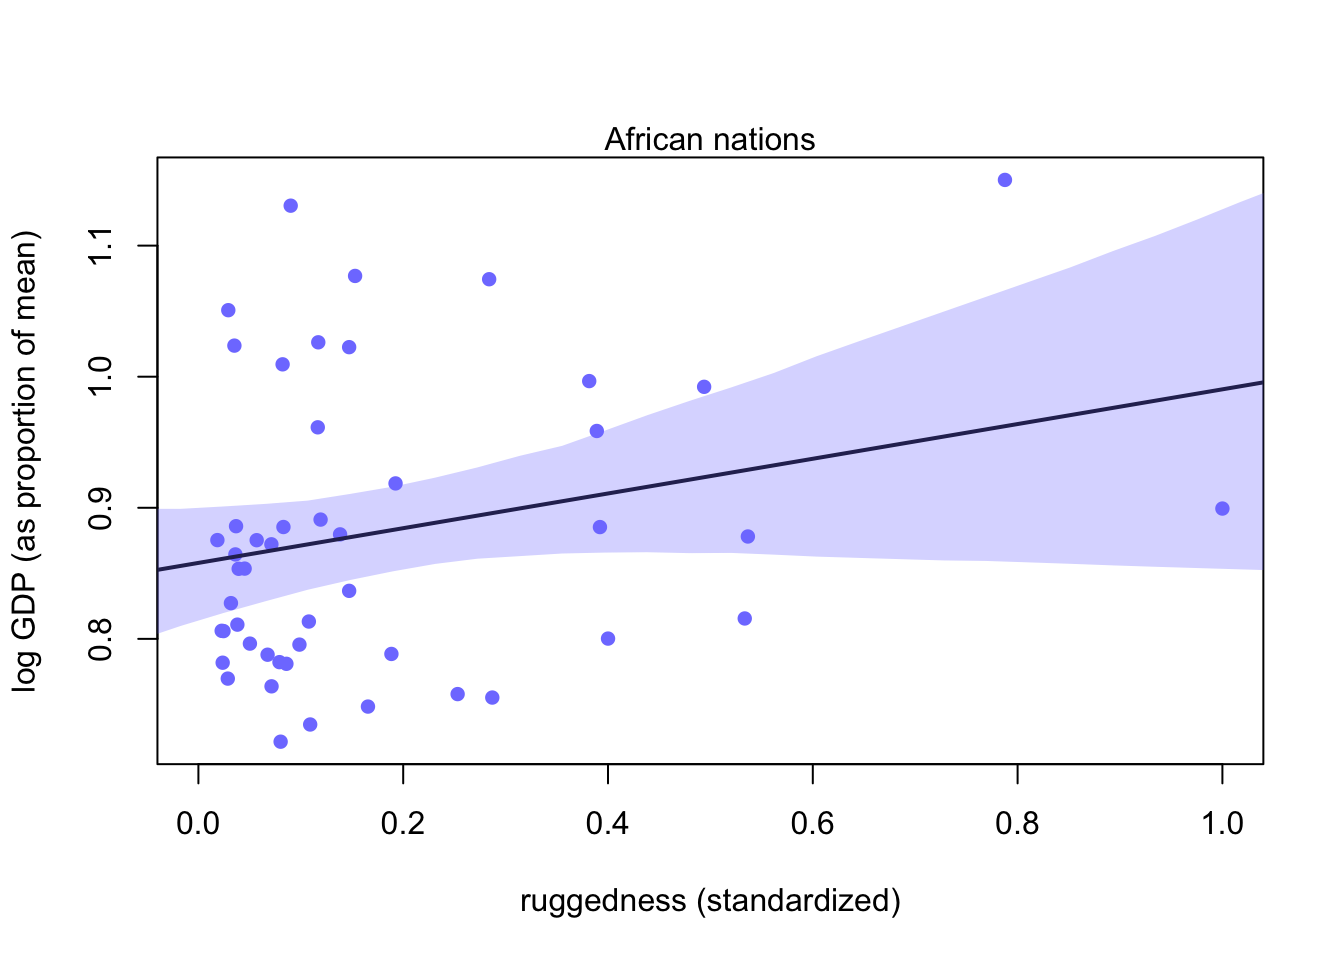 African nations
log GDP (as proportion of mean)
1.1
1.0
0.9
0.8
0.0 0.2 0.4 0.6 0.8 1.0
ruggedness (standardized)